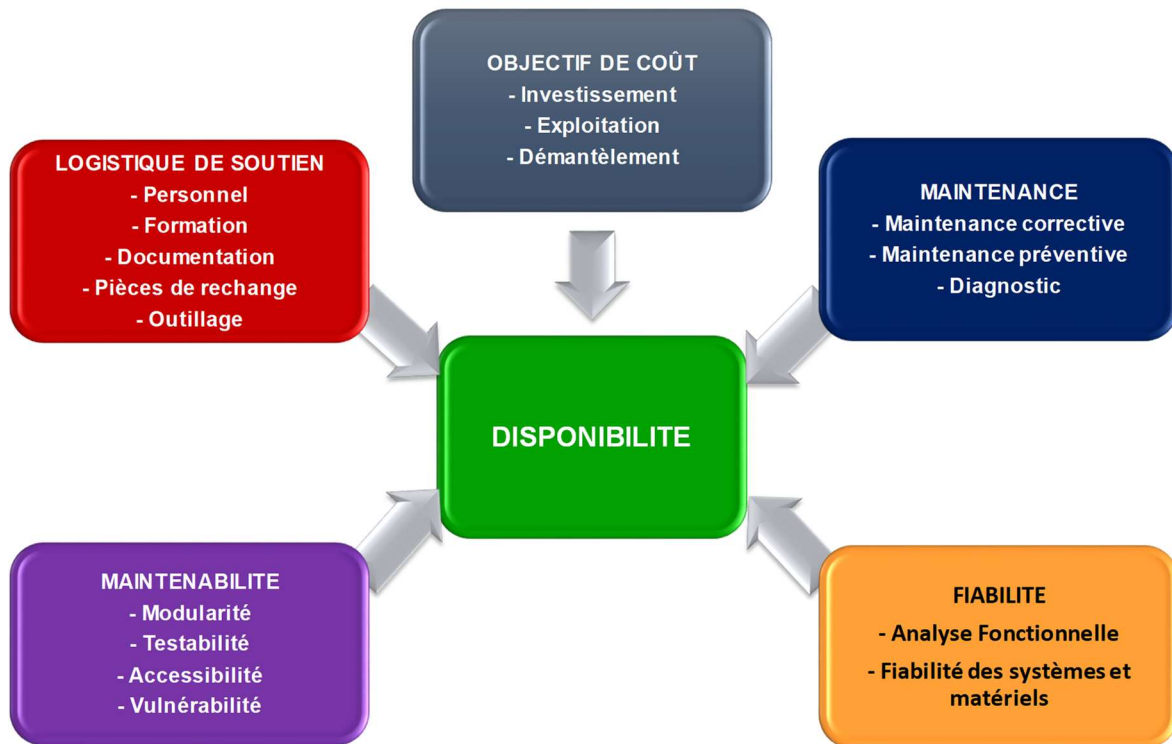 OBJECTIF DE COÛT
- Investissement
- Exploitation
- Démantèlement
LOGISTIQUE DE SOUTIEN
- Personnel
- Formation
- Documentation
- Pièces de rechange
- Outillage
MAINTENANCE
- Maintenance corrective
- Maintenance préventive
- Diagnostic
DISPONIBILITE
MAINTENABILITE
- Modularité
- Testabilité
- Accessibilité
- Vulnérabilité
FIABILITE
- Analyse Fonctionnelle
- Fiabilité des systèmes et
matériels